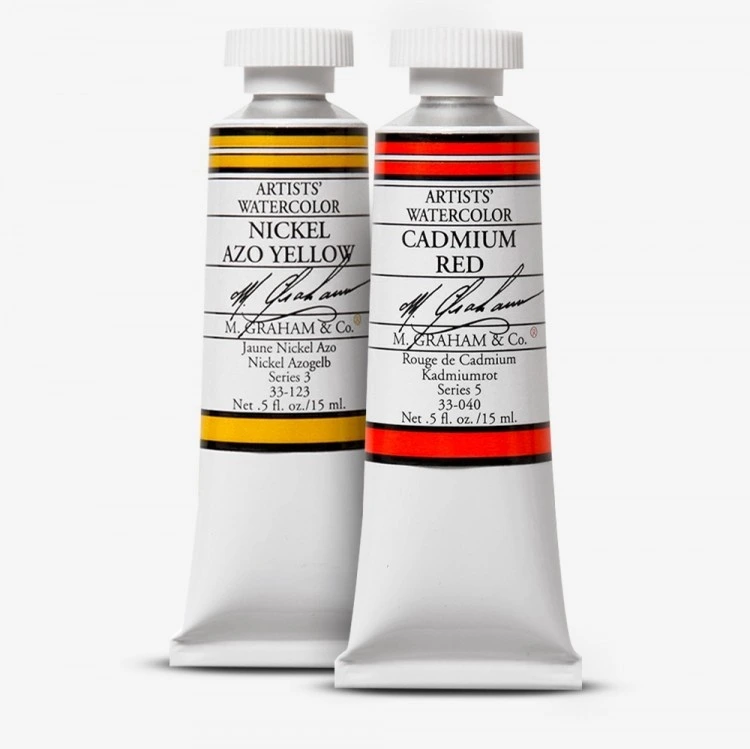 ARTISTS'
WATERCOLOR
NICKEL
AZO YELLOW
M. Graham
M. GRAHAM & Co.®
Jaune Nickel Azo
Nickel Azogelb
Series 3
33-123
Net .5 fl. oz./15 ml.
ARTISTS'
WATERCOLOR
CADMIUM
RED
M. Graham
M. GRAHAM & Co.®
Rouge de Cadmium
Kadmiumrot
Series 5
33-040
Net .5 fl. oz./15 ml.